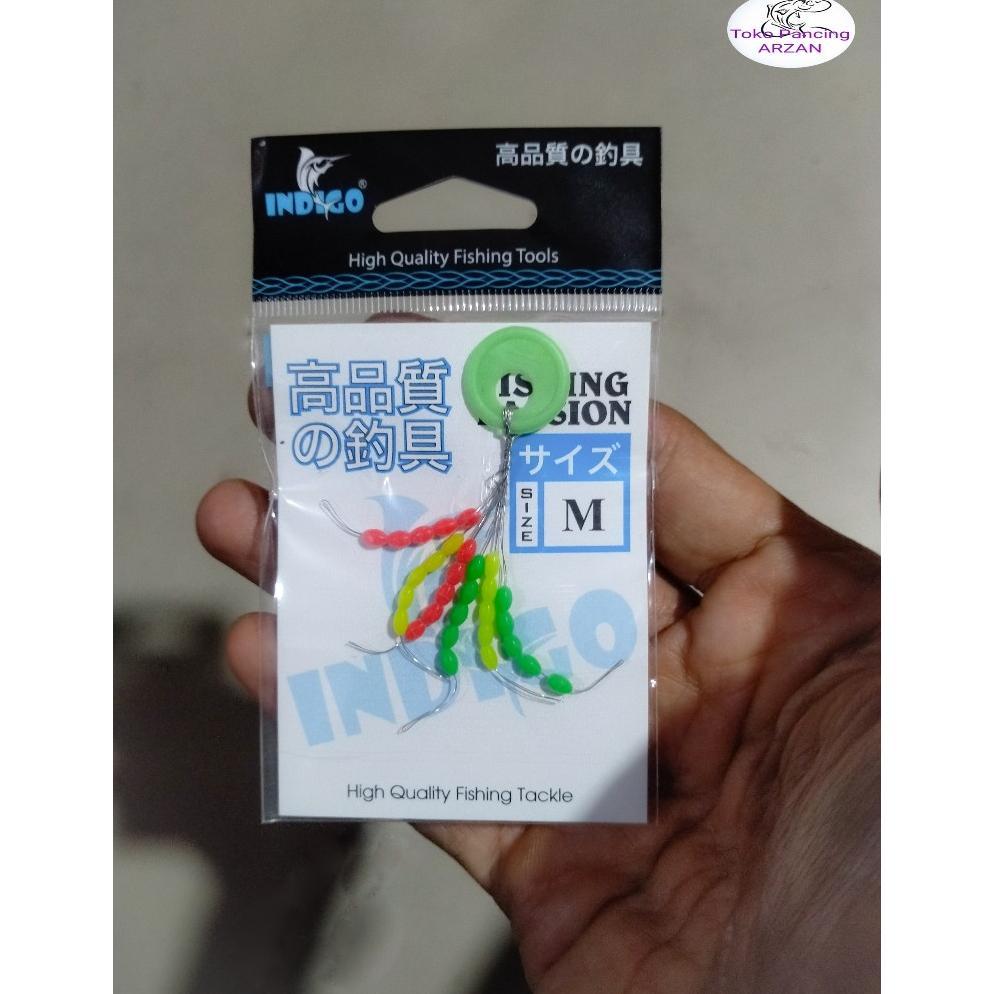 Toko Pancing
ARZAN
高品質の釣具
INDIGO®
High Quality Fishing Tools
高品質
の釣具
サイズ
SIZE
M
INDIGO
High Quality Fishing Tackle